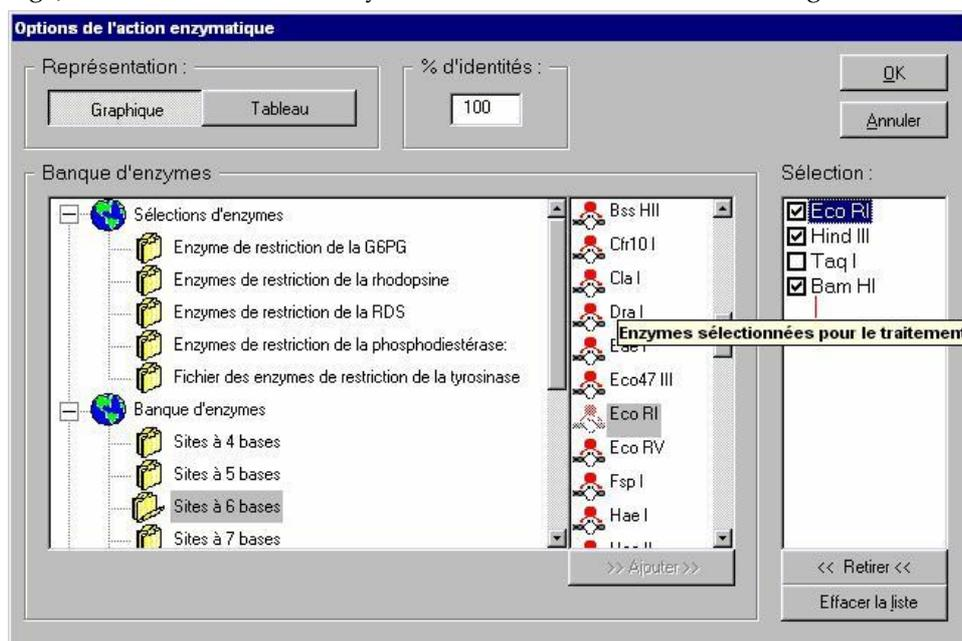 Options de l'action enzymatique
Représentation :
% d'identités :
Graphique
Tableau
100
OK
Annuler
Banque d'enzymes
Sélection :
Sélections d'enzymes
Enzyme de restriction de la G6PG
Enzymes de restriction de la rhodopsine
Enzymes de restriction de la RDS
Enzymes de restriction de la phosphodiestérase:
Fichier des enzymes de restriction de la tyrosinase
Banque d'enzymes
Sites à 4 bases
Sites à 5 bases
Sites à 6 bases
Sites à 7 bases
Bss HII
Cfr10 I
Cla I
Dra I
Eae I
Eco47 III
Eco RI
Eco RV
Fsp I
Hae I
>> Ajouter >>
Eco RI
Hind III
Taq I
Bam HI
Enzymes sélectionnées pour le traitement
<< Retirer <<
Effacer la liste